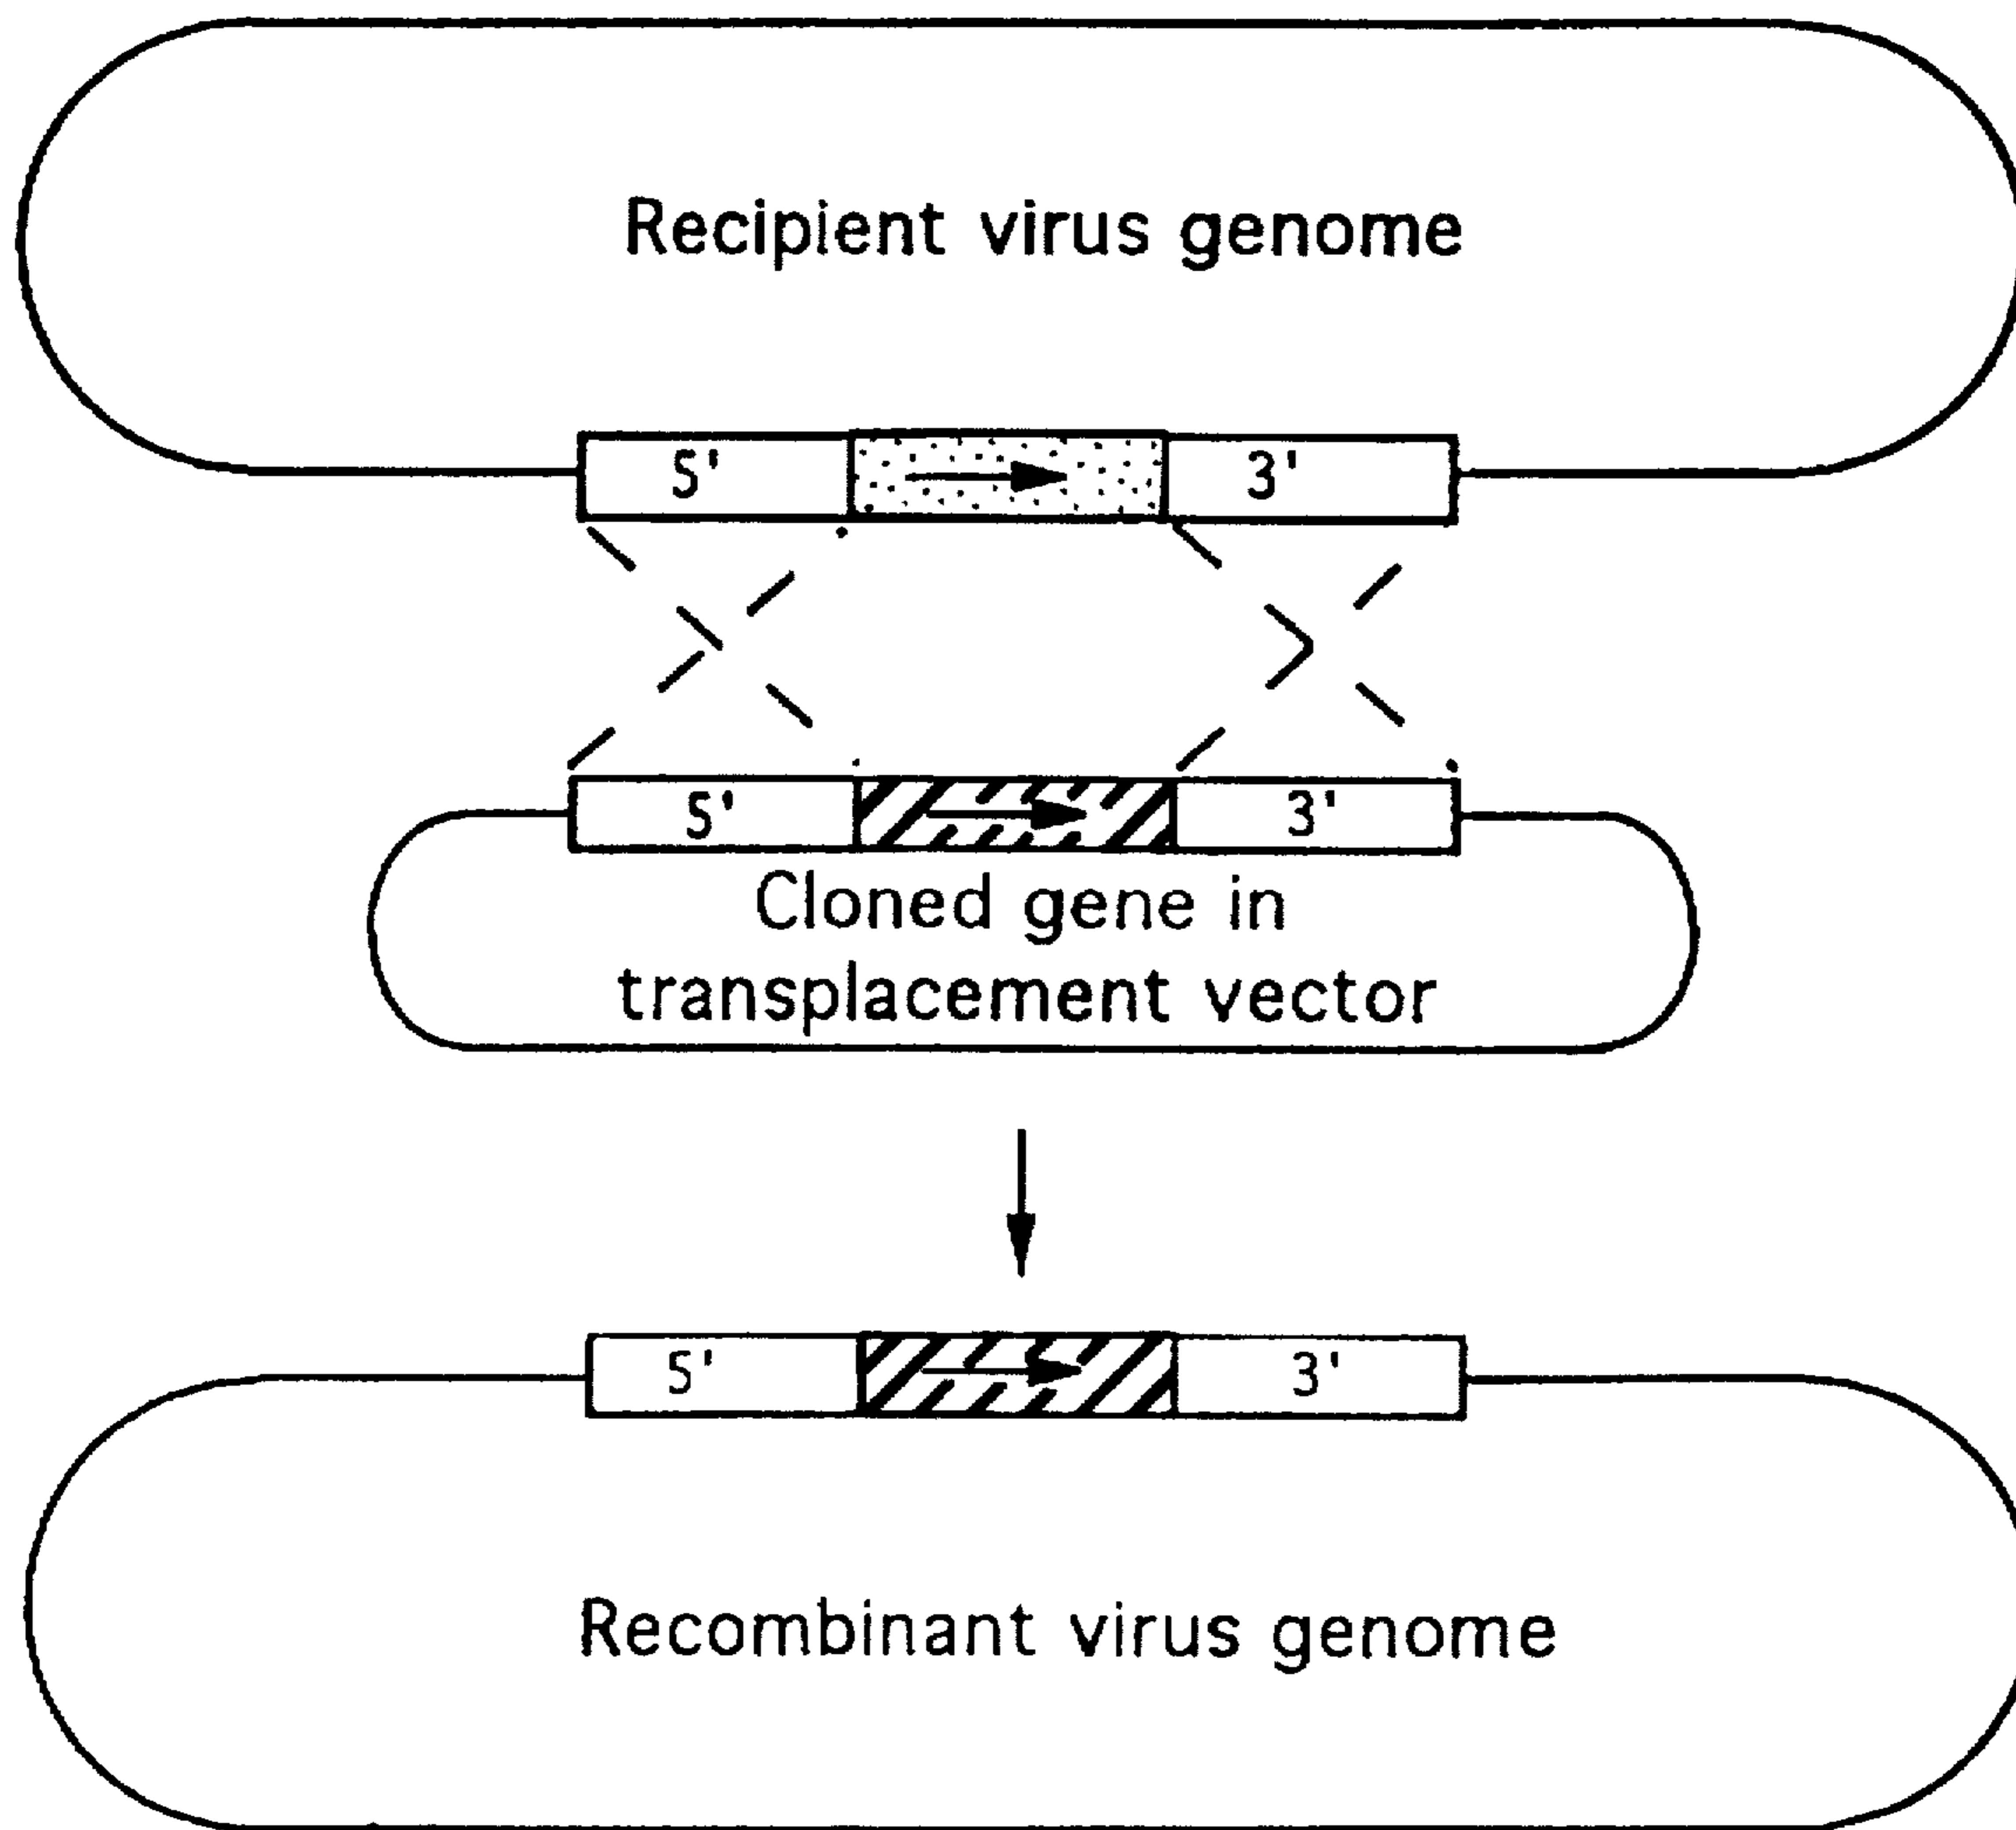 Recipient virus genome
5' 3'
5' 3'
Cloned gene in
transplacement vector
5' 3'
Recombinant virus genome